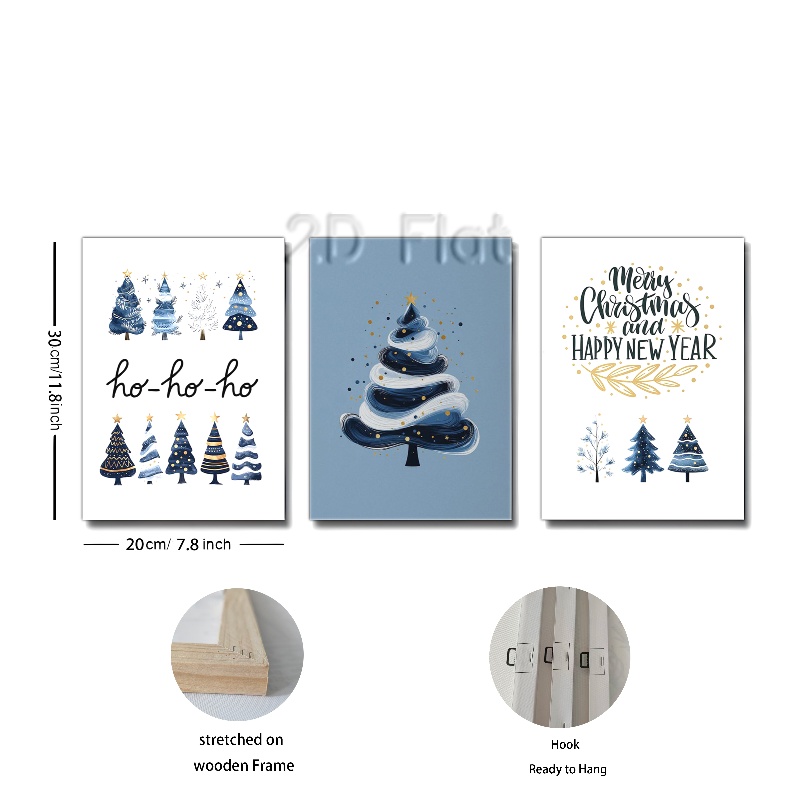 2D Flat
ho-ho-ho
Merry
Christmas
and
HAPPY NEW YEAR
30cm/11.8inch
20cm/ 7.8 inch
stretched on
wooden Frame
Hook
Ready to Hang